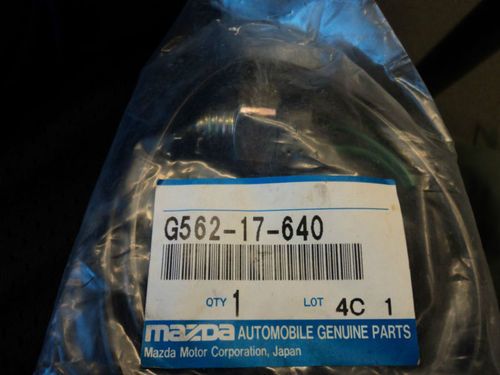 G562-17-640
QTY 1 LOT 4C 1
mazda AUTOMOBILE GENUINE PARTS
Mazda Motor Corporation, Japan